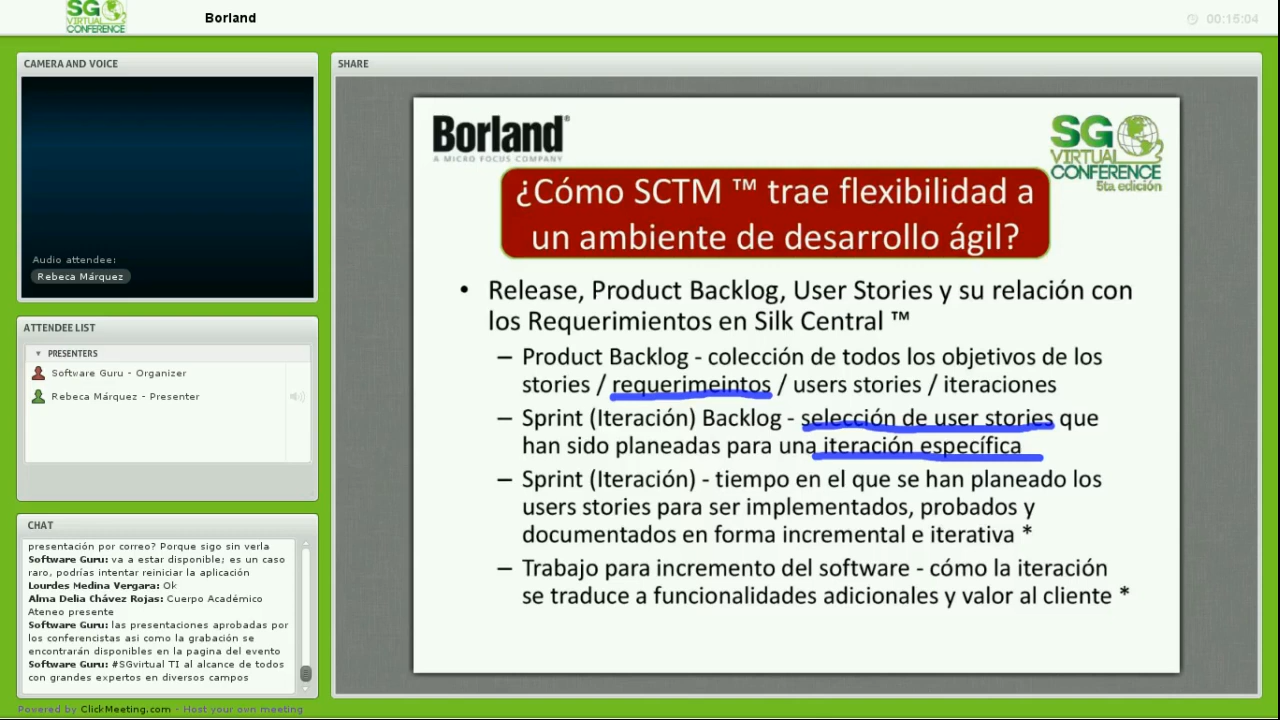 SG
VIRTUAL
CONFERENCE
Borland
00:15:04
CAMERA AND VOICE
Audio attendee:
Rebeca Márquez
ATTENDEE LIST
PRESENTERS
Software Guru - Organizer
Rebeca Márquez - Presenter
CHAT
presentación por correo? Porque sigo sin verla
Software Guru: va a estar disponible; es un caso
raro, podrías intentar reiniciar la aplicación
Lourdes Medina Vergara: Ok
Alma Delia Chávez Rojas: Cuerpo Académico
Ateneo presente
Software Guru: las presentaciones aprobadas por
los conferencistas asi como la grabación se
encontrarán disponibles en la pagina del evento
Software Guru: #SGvirtual TI al alcance de todos
con grandes expertos en diversos campos
Powered by ClickMeeting.com - Host your own meeting
SHARE
Borland®
A MICRO FOCUS COMPANY
SG
VIRTUAL
CONFERENCE
5ta edición
¿Cómo SCTM ™ trae flexibilidad a
un ambiente de desarrollo ágil?
• Release, Product Backlog, User Stories y su relación con
los Requerimientos en Silk Central ™
– Product Backlog - colección de todos los objetivos de los
stories / requerimeintos / users stories / iteraciones
– Sprint (Iteración) Backlog - selección de user stories que
han sido planeadas para una iteración específica
– Sprint (Iteración) - tiempo en el que se han planeado los
users stories para ser implementados, probados y
documentados en forma incremental e iterativa *
– Trabajo para incremento del software - cómo la iteración
se traduce a funcionalidades adicionales y valor al cliente *